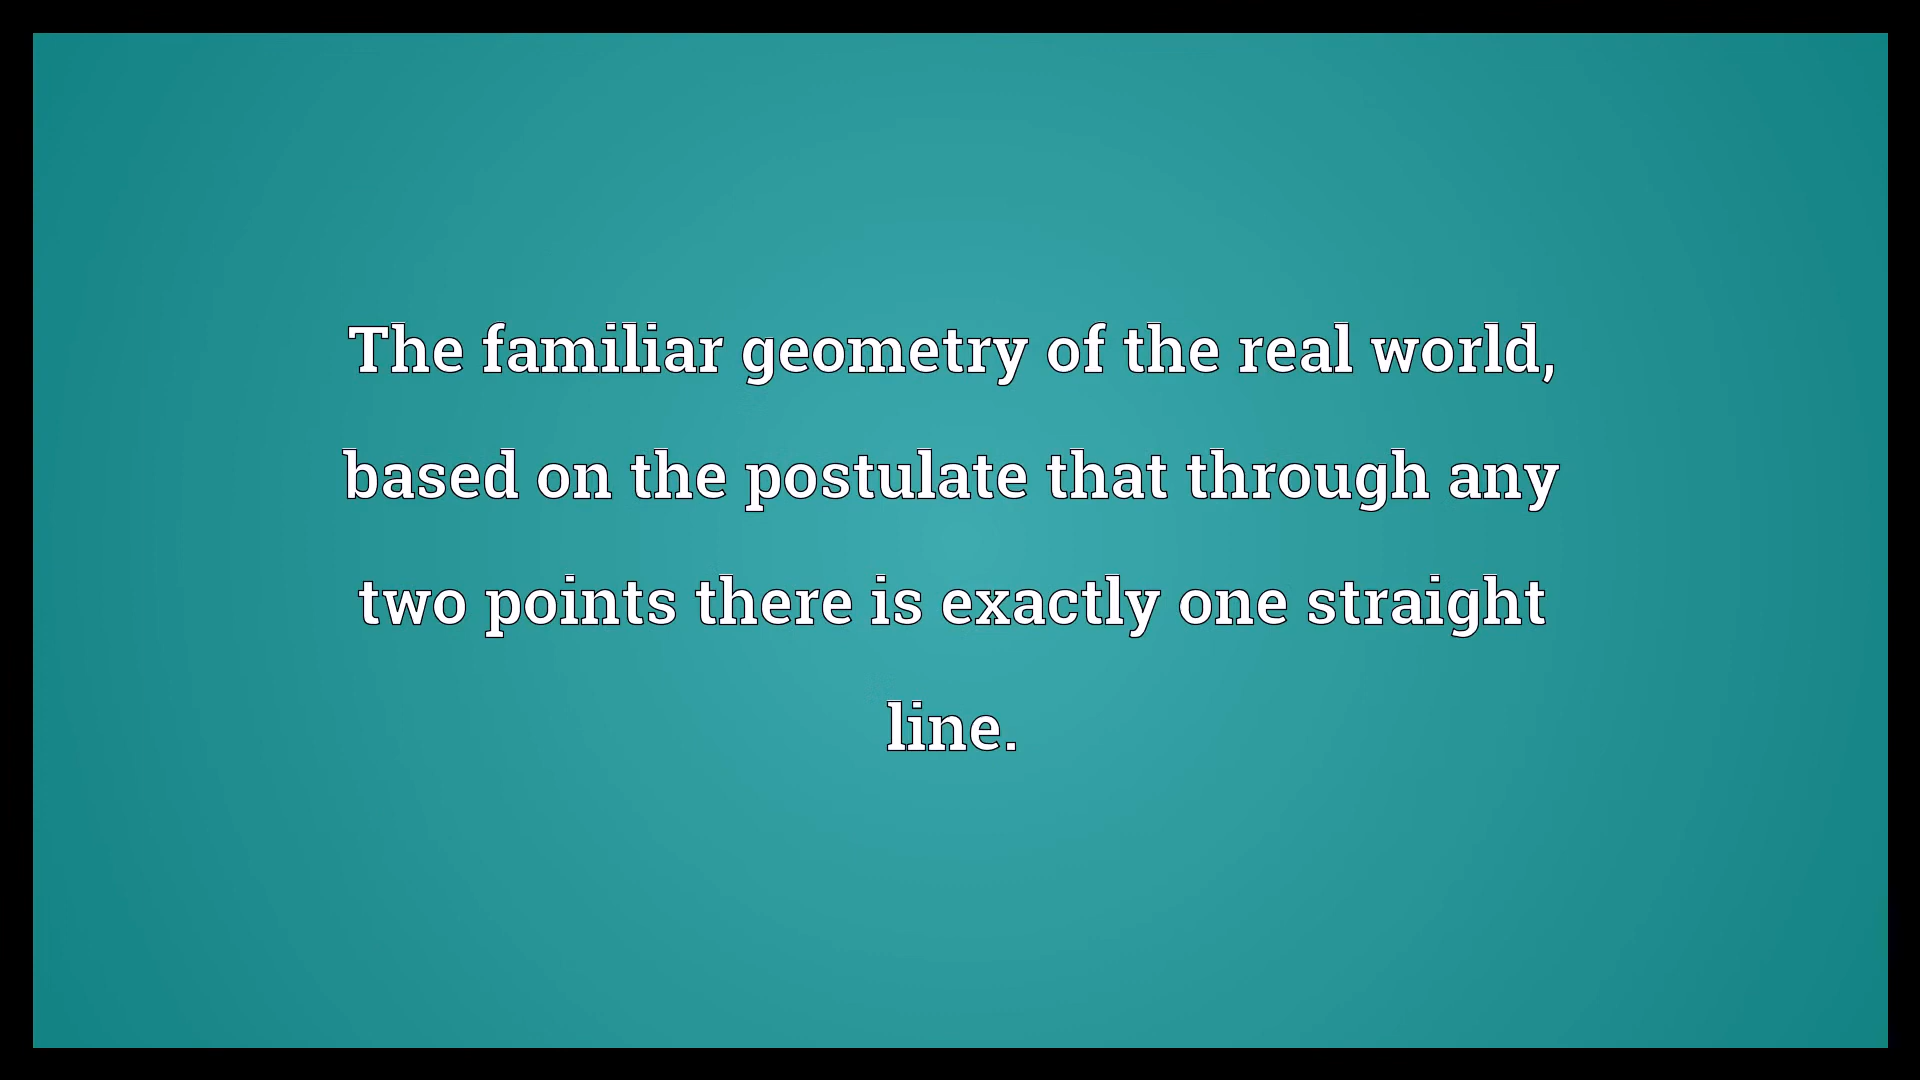 The familiar geometry of the real world,
based on the postulate that through any
two points there is exactly one straight
line.